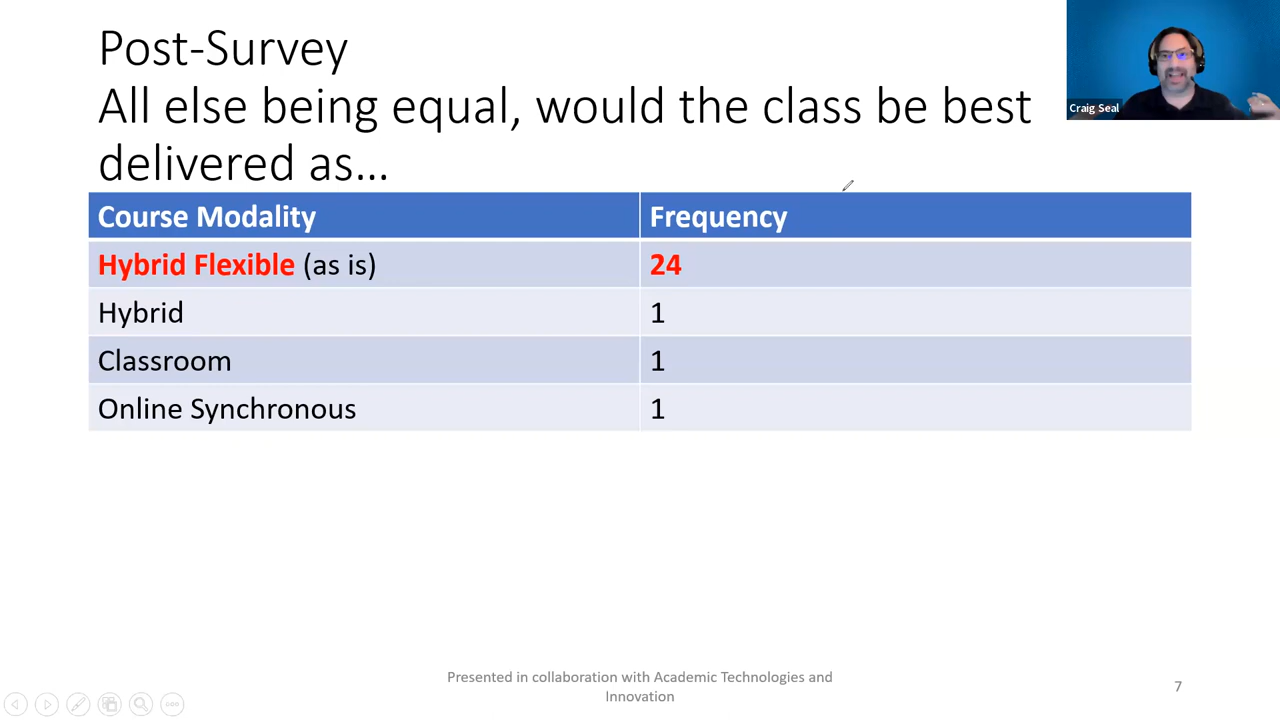 Post-Survey
All else being equal, would the class be best
delivered as...
Craig Seal
Course Modality Frequency
Hybrid Flexible (as is) 24
Hybrid 1
Classroom 1
Online Synchronous 1
Presented in collaboration with Academic Technologies and
Innovation
7